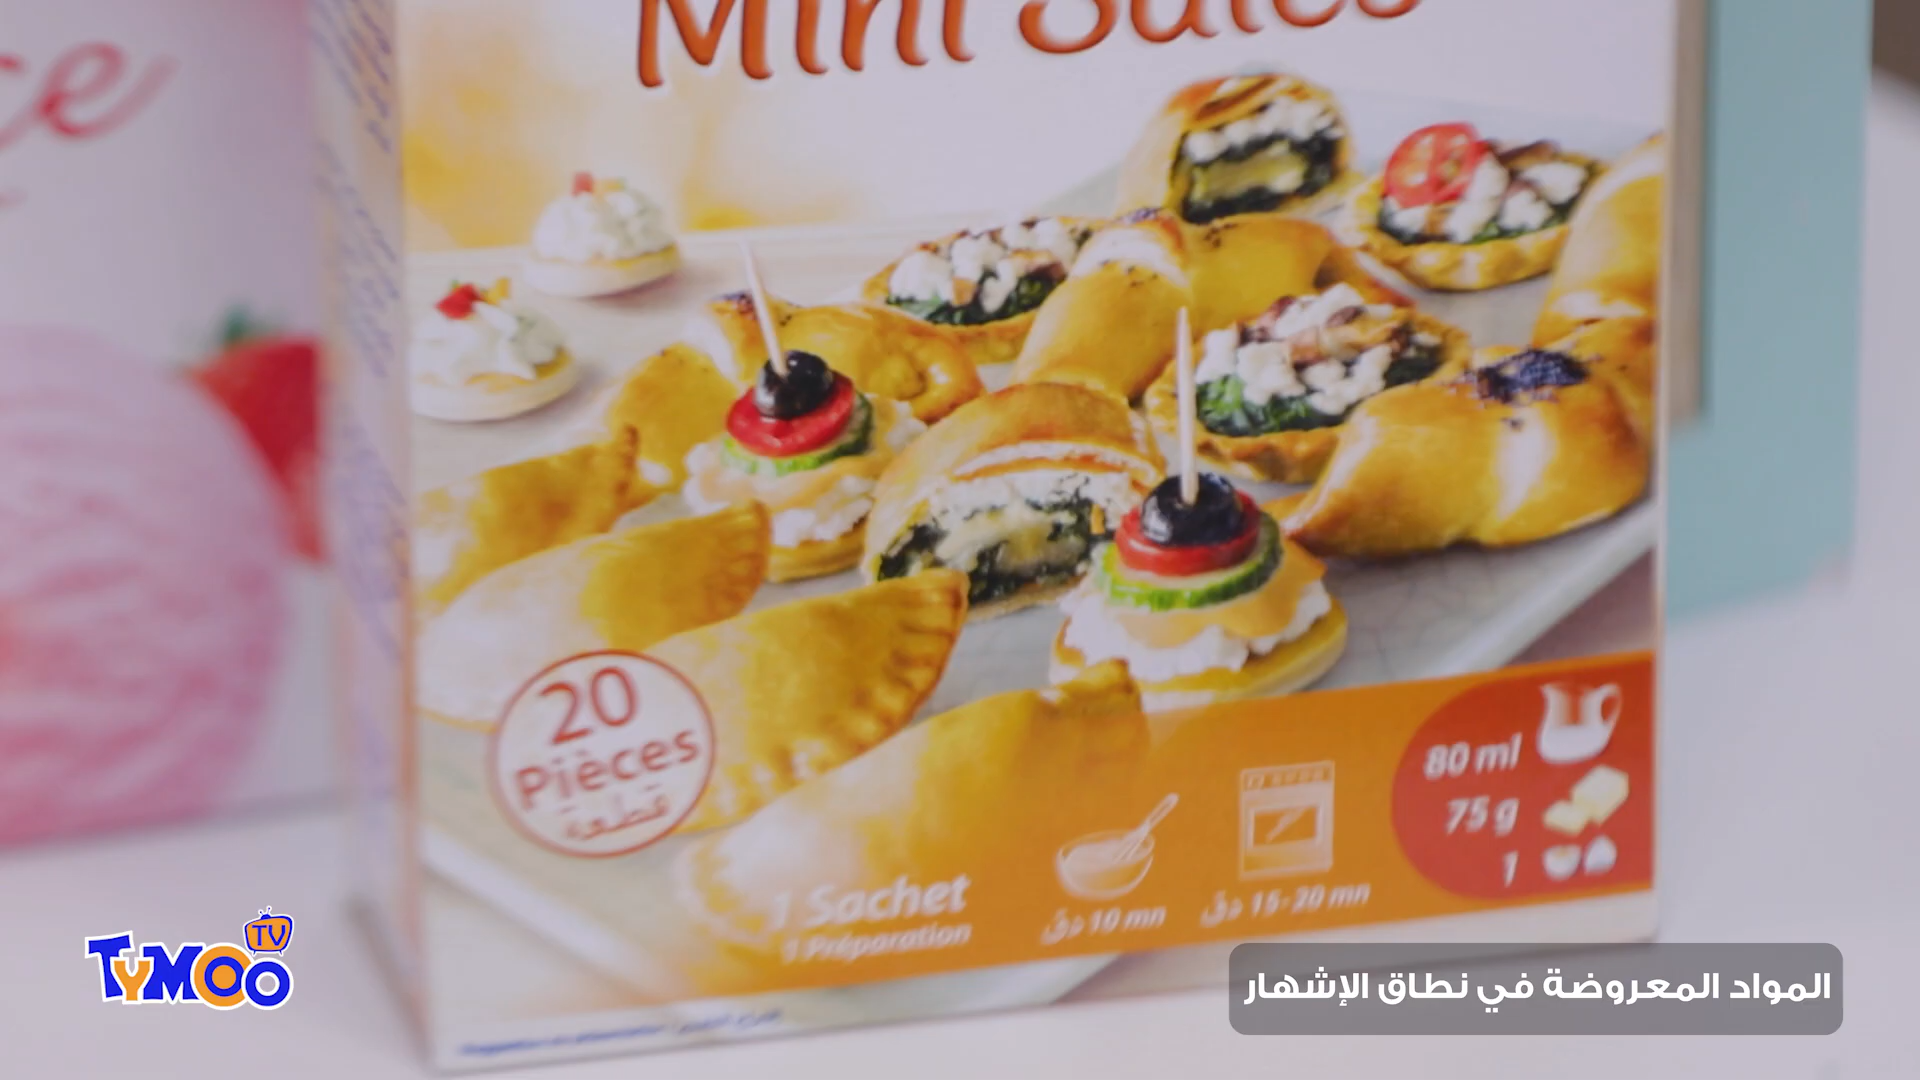 Mini Salés
20
Pièces
قطعة
1 Sachet
1 Préparation
10 mn دق
15-20 mn دق
80 ml
75 g
1
TYMOO TV
المواد المعروضة في نطاق الإشهار